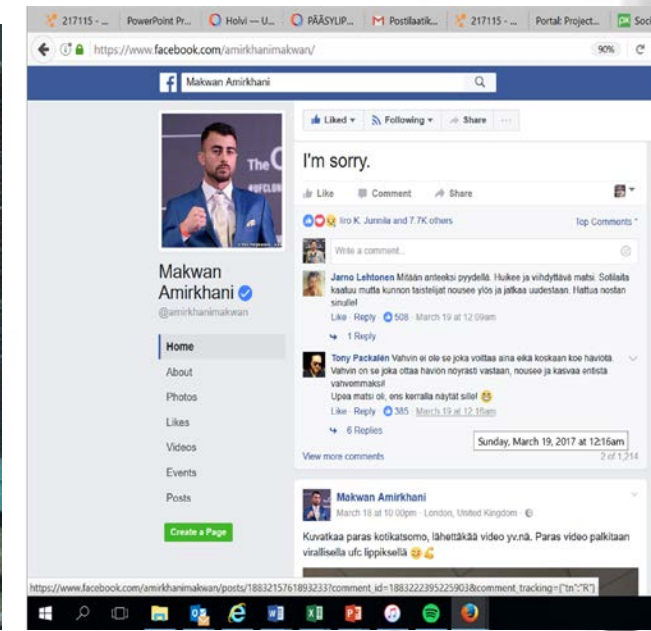 217115 - ...
PowerPoint Pr...
Holvi — U...
PÄÄSYLIP...
Postilaatik...
217115 - ...
Portal: Project...
Soci
https://www.facebook.com/amirkhanimakwan/
90%
Makwan Amirkhani
Liked
Following
Share
I'm sorry.
Like Comment Share
Iiro K. Junnila and 7.7K others
Top Comments
Write a comment...
Jarno Lehtonen Mitään anteeksi pyydellä. Huikee ja viihdyttävä matsi. Sotilaita
kaatuu mutta kunnon taistelijat nousee ylös ja jatkaa uudestaan. Hattua nostan
sinulle!
Like · Reply · 508 · March 19 at 12:09am
1 Reply
Tony Packalén Vahvin ei ole se joka voittaa aina eikä koskaan koe häviötä.
Vahvin on se joka ottaa häviön nöyrästi vastaan, nousee ja kasvaa entistä
vahvemmaksi!
Upea matsi oli, ens kerralla näytät sille!
Like · Reply · 385 · March 19 at 12:16am
6 Replies
Sunday, March 19, 2017 at 12:16am
View more comments
2 of 1,214
The
Makwan
Amirkhani
@amirkhanimakwan
Home
About
Photos
Likes
Videos
Events
Posts
Create a Page
Makwan Amirkhani
March 18 at 10:00pm · London, United Kingdom ·
Kuvatkaa paras kotikatsomo, lähettäkää video yv.nä. Paras video palkitaan
virallisella ufc lippiksellä
https://www.facebook.com/amirkhanimakwan/posts/1883215761893233?comment_id=1883222395225903&comment_tracking={"tn":"R"}